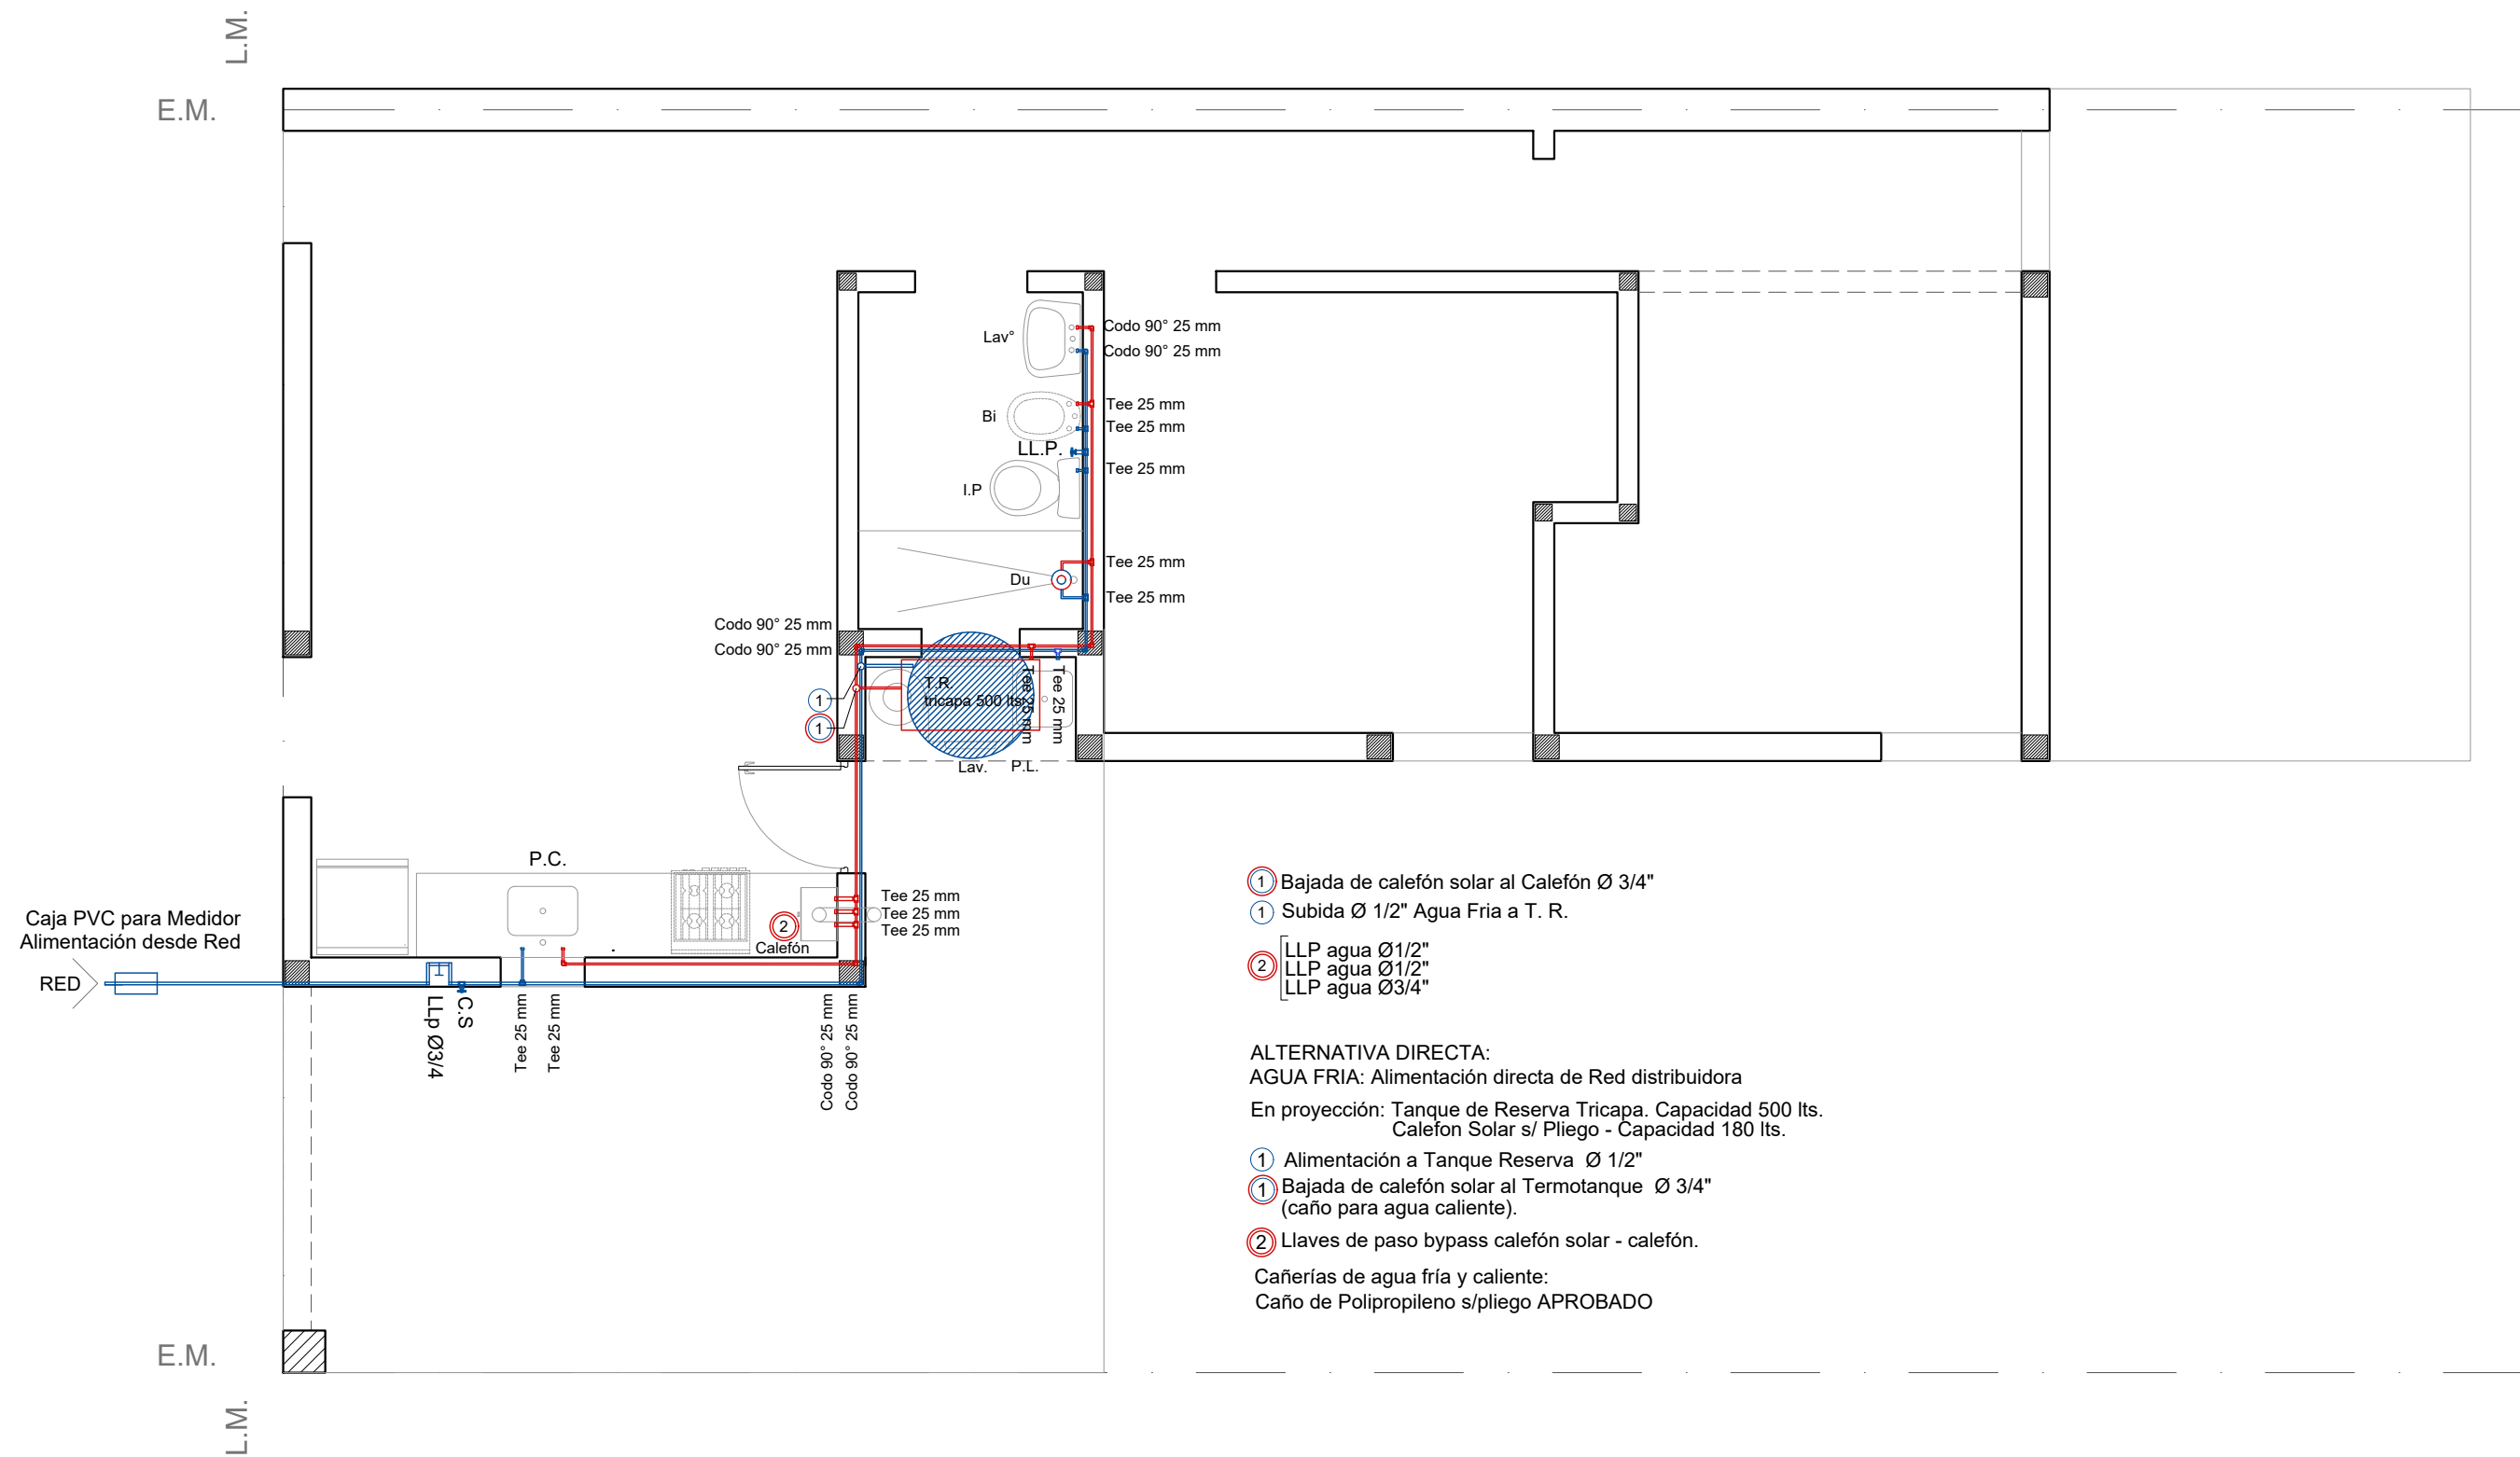 L.M.
E.M.
Lav°
Codo 90° 25 mm
Codo 90° 25 mm
Bi
Tee 25 mm
Tee 25 mm
LL.P.
Tee 25 mm
I.P
Tee 25 mm
Du
Tee 25 mm
Codo 90° 25 mm
Codo 90° 25 mm
T.R.
tricapa 500 lts
Tee 25 mm
Tee 25 mm
1
1
Lav.
P.L.
P.C.
Tee 25 mm
Tee 25 mm
Tee 25 mm
2
Calefón
Caja PVC para Medidor
Alimentación desde Red
RED
LLp Ø3/4
C.S
Tee 25 mm
Tee 25 mm
Codo 90° 25 mm
Codo 90° 25 mm
1 Bajada de calefón solar al Calefón Ø 3/4"
1 Subida Ø 1/2" Agua Fria a T. R.
2
LLP agua Ø1/2"
LLP agua Ø1/2"
LLP agua Ø3/4"
ALTERNATIVA DIRECTA:
AGUA FRIA: Alimentación directa de Red distribuidora
En proyección: Tanque de Reserva Tricapa. Capacidad 500 lts.
Calefon Solar s/ Pliego - Capacidad 180 lts.
1 Alimentación a Tanque Reserva Ø 1/2"
1 Bajada de calefón solar al Termotanque Ø 3/4"
(caño para agua caliente).
2 Llaves de paso bypass calefón solar - calefón.
Cañerías de agua fría y caliente:
Caño de Polipropileno s/pliego APROBADO
E.M.
L.M.